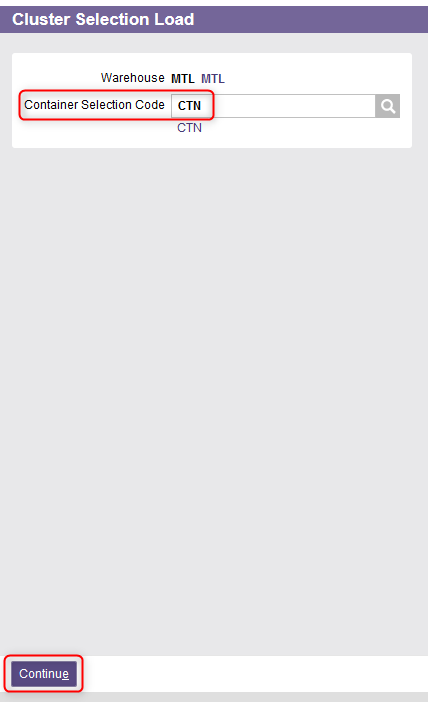 Cluster Selection Load
Warehouse MTL MTL
Container Selection Code CTN
CTN
Continue